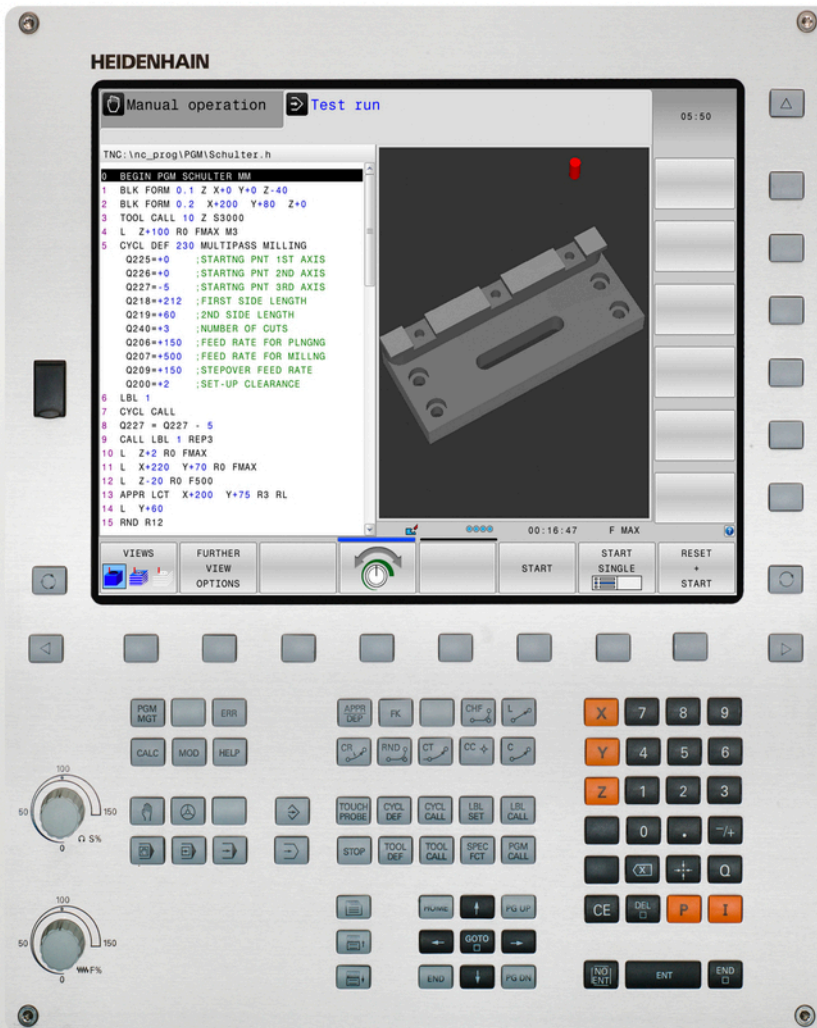 HEIDENHAIN
Manual operation
Test run
05:50
TNC:\nc_prog\PGM\Schulter.h
0 BEGIN PGM SCHULTER MM
1 BLK FORM 0.1 Z X+0 Y+0 Z-40
2 BLK FORM 0.2 X+200 Y+80 Z+0
3 TOOL CALL 10 Z S3000
4 L Z+100 R0 FMAX M3
5 CYCL DEF 230 MULTIPASS MILLING
Q225=+0 ;STARTNG PNT 1ST AXIS
Q226=+0 ;STARTNG PNT 2ND AXIS
Q227=-5 ;STARTNG PNT 3RD AXIS
Q218=+212 ;FIRST SIDE LENGTH
Q219=+60 ;2ND SIDE LENGTH
Q240=+3 ;NUMBER OF CUTS
Q206=+150 ;FEED RATE FOR PLNGNG
Q207=+500 ;FEED RATE FOR MILLNG
Q209=+150 ;STEPOVER FEED RATE
Q200=+2 ;SET-UP CLEARANCE
6 LBL 1
7 CYCL CALL
8 Q227 = Q227 - 5
9 CALL LBL 1 REP3
10 L Z+2 R0 FMAX
11 L X+220 Y+70 R0 FMAX
12 L Z-20 R0 F500
13 APPR LCT X+200 Y+75 R3 RL
14 L Y+60
15 RND R12
00:16:47 F MAX
VIEWS
FURTHER
VIEW
OPTIONS
START
START
SINGLE
RESET
+
START
PGM
MGT
ERR
CALC
MOD
HELP
APPR
DEP
FK
CHF
L
CR
RND
CT
CC
C
TOUCH
PROBE
CYCL
DEF
CYCL
CALL
LBL
SET
LBL
CALL
STOP
TOOL
DEF
TOOL
CALL
SPEC
FCT
PGM
CALL
HOME
PG UP
GOTO
END
PG DN
X 7 8 9
Y 4 5 6
Z 1 2 3
0 . -/+
X Q
CE
DEL
P I
NO
ENT
ENT
END
100
50
150
0
S%
100
50
150
0
F%